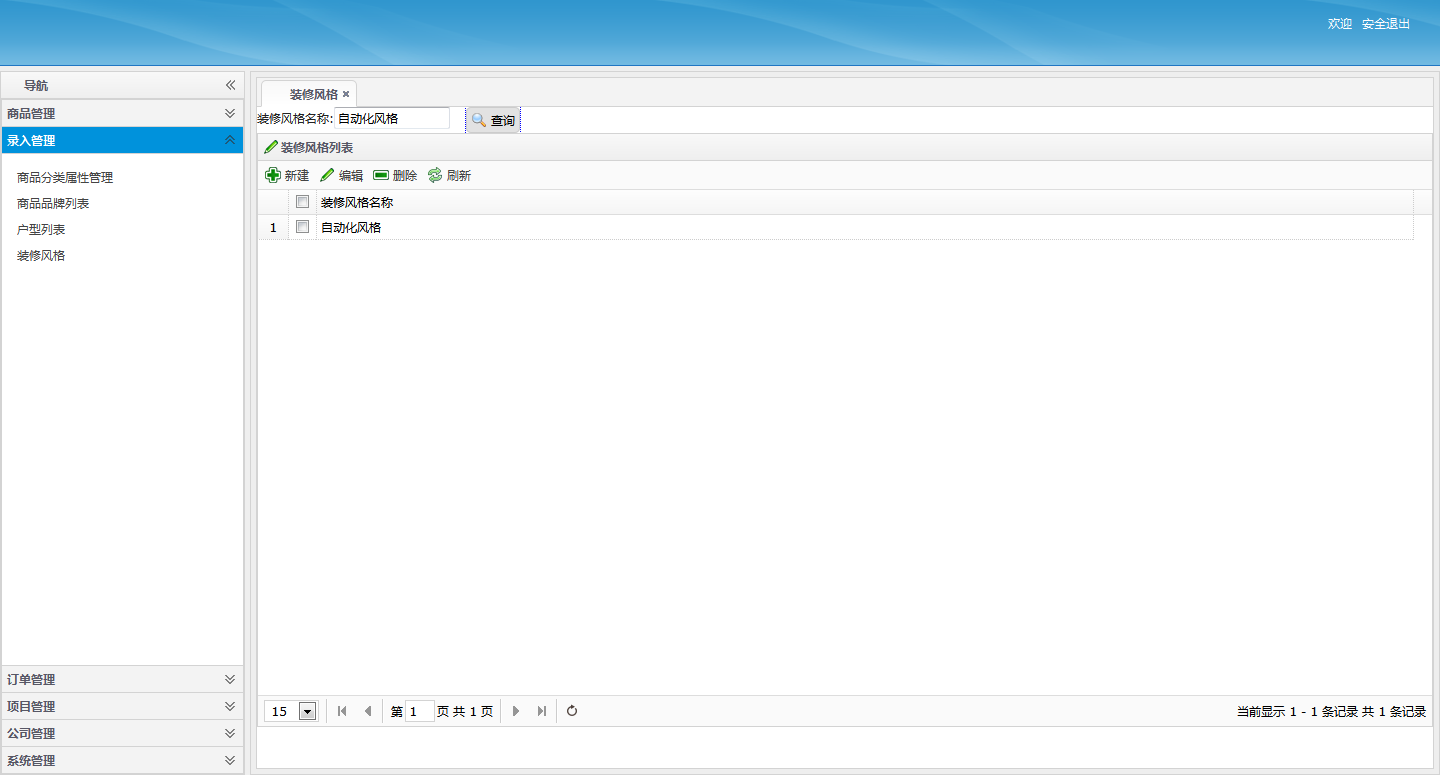 欢迎 安全退出
导航
商品管理
录入管理
商品分类属性管理
商品品牌列表
户型列表
装修风格
订单管理
项目管理
公司管理
系统管理
装修风格
装修风格名称: 自动化风格 查询
装修风格列表
新建 编辑 删除 刷新
装修风格名称
1 自动化风格
15 第 1 页 共 1 页 当前显示 1 - 1 条记录 共 1 条记录